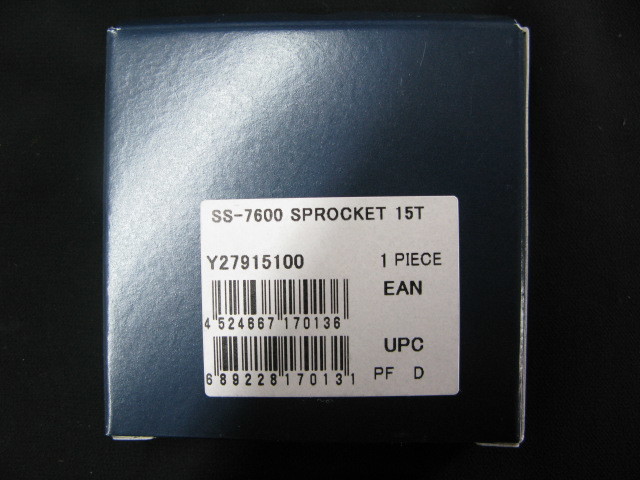 SS-7600 SPROCKET 15T
Y27915100 1 PIECE
EAN
4 524667 170136
UPC
6 89228 17013 1
PF D